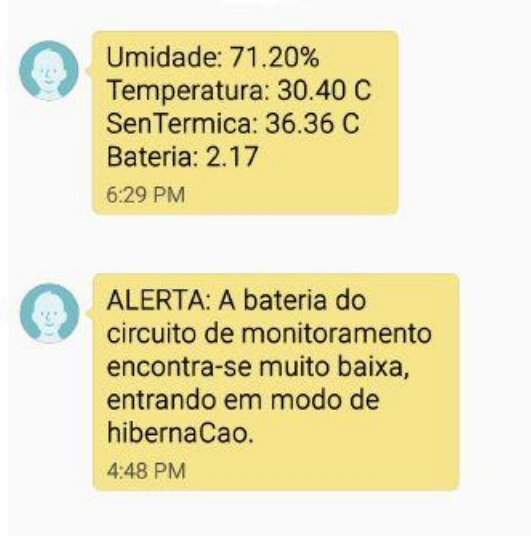 Umidade: 71.20%
Temperatura: 30.40 C
SenTermica: 36.36 C
Bateria: 2.17
6:29 PM
ALERTA: A bateria do
circuito de monitoramento
encontra-se muito baixa,
entrando em modo de
hibernaCao.
4:48 PM